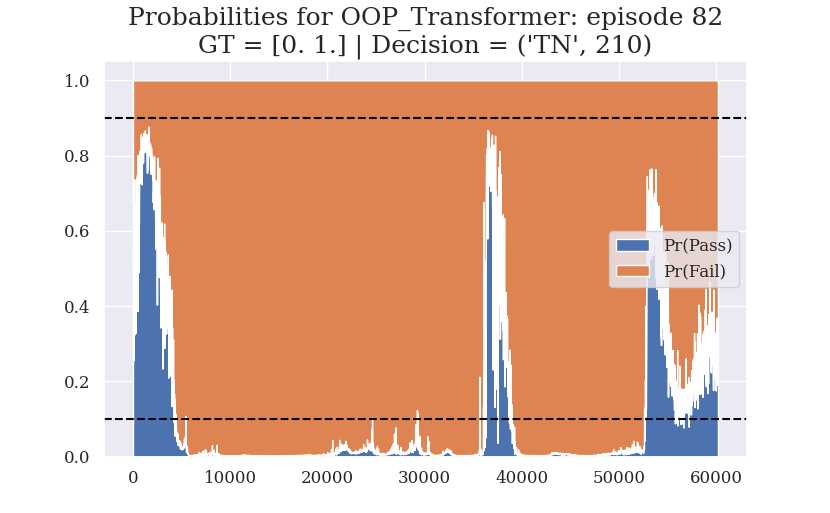 Probabilities for OOP_Transformer: episode 82
GT = [0. 1.] | Decision = ('TN', 210)
1.0
0.8
0.6
0.4
0.2
0.0
Pr(Pass)
Pr(Fail)
0 10000 20000 30000 40000 50000 60000